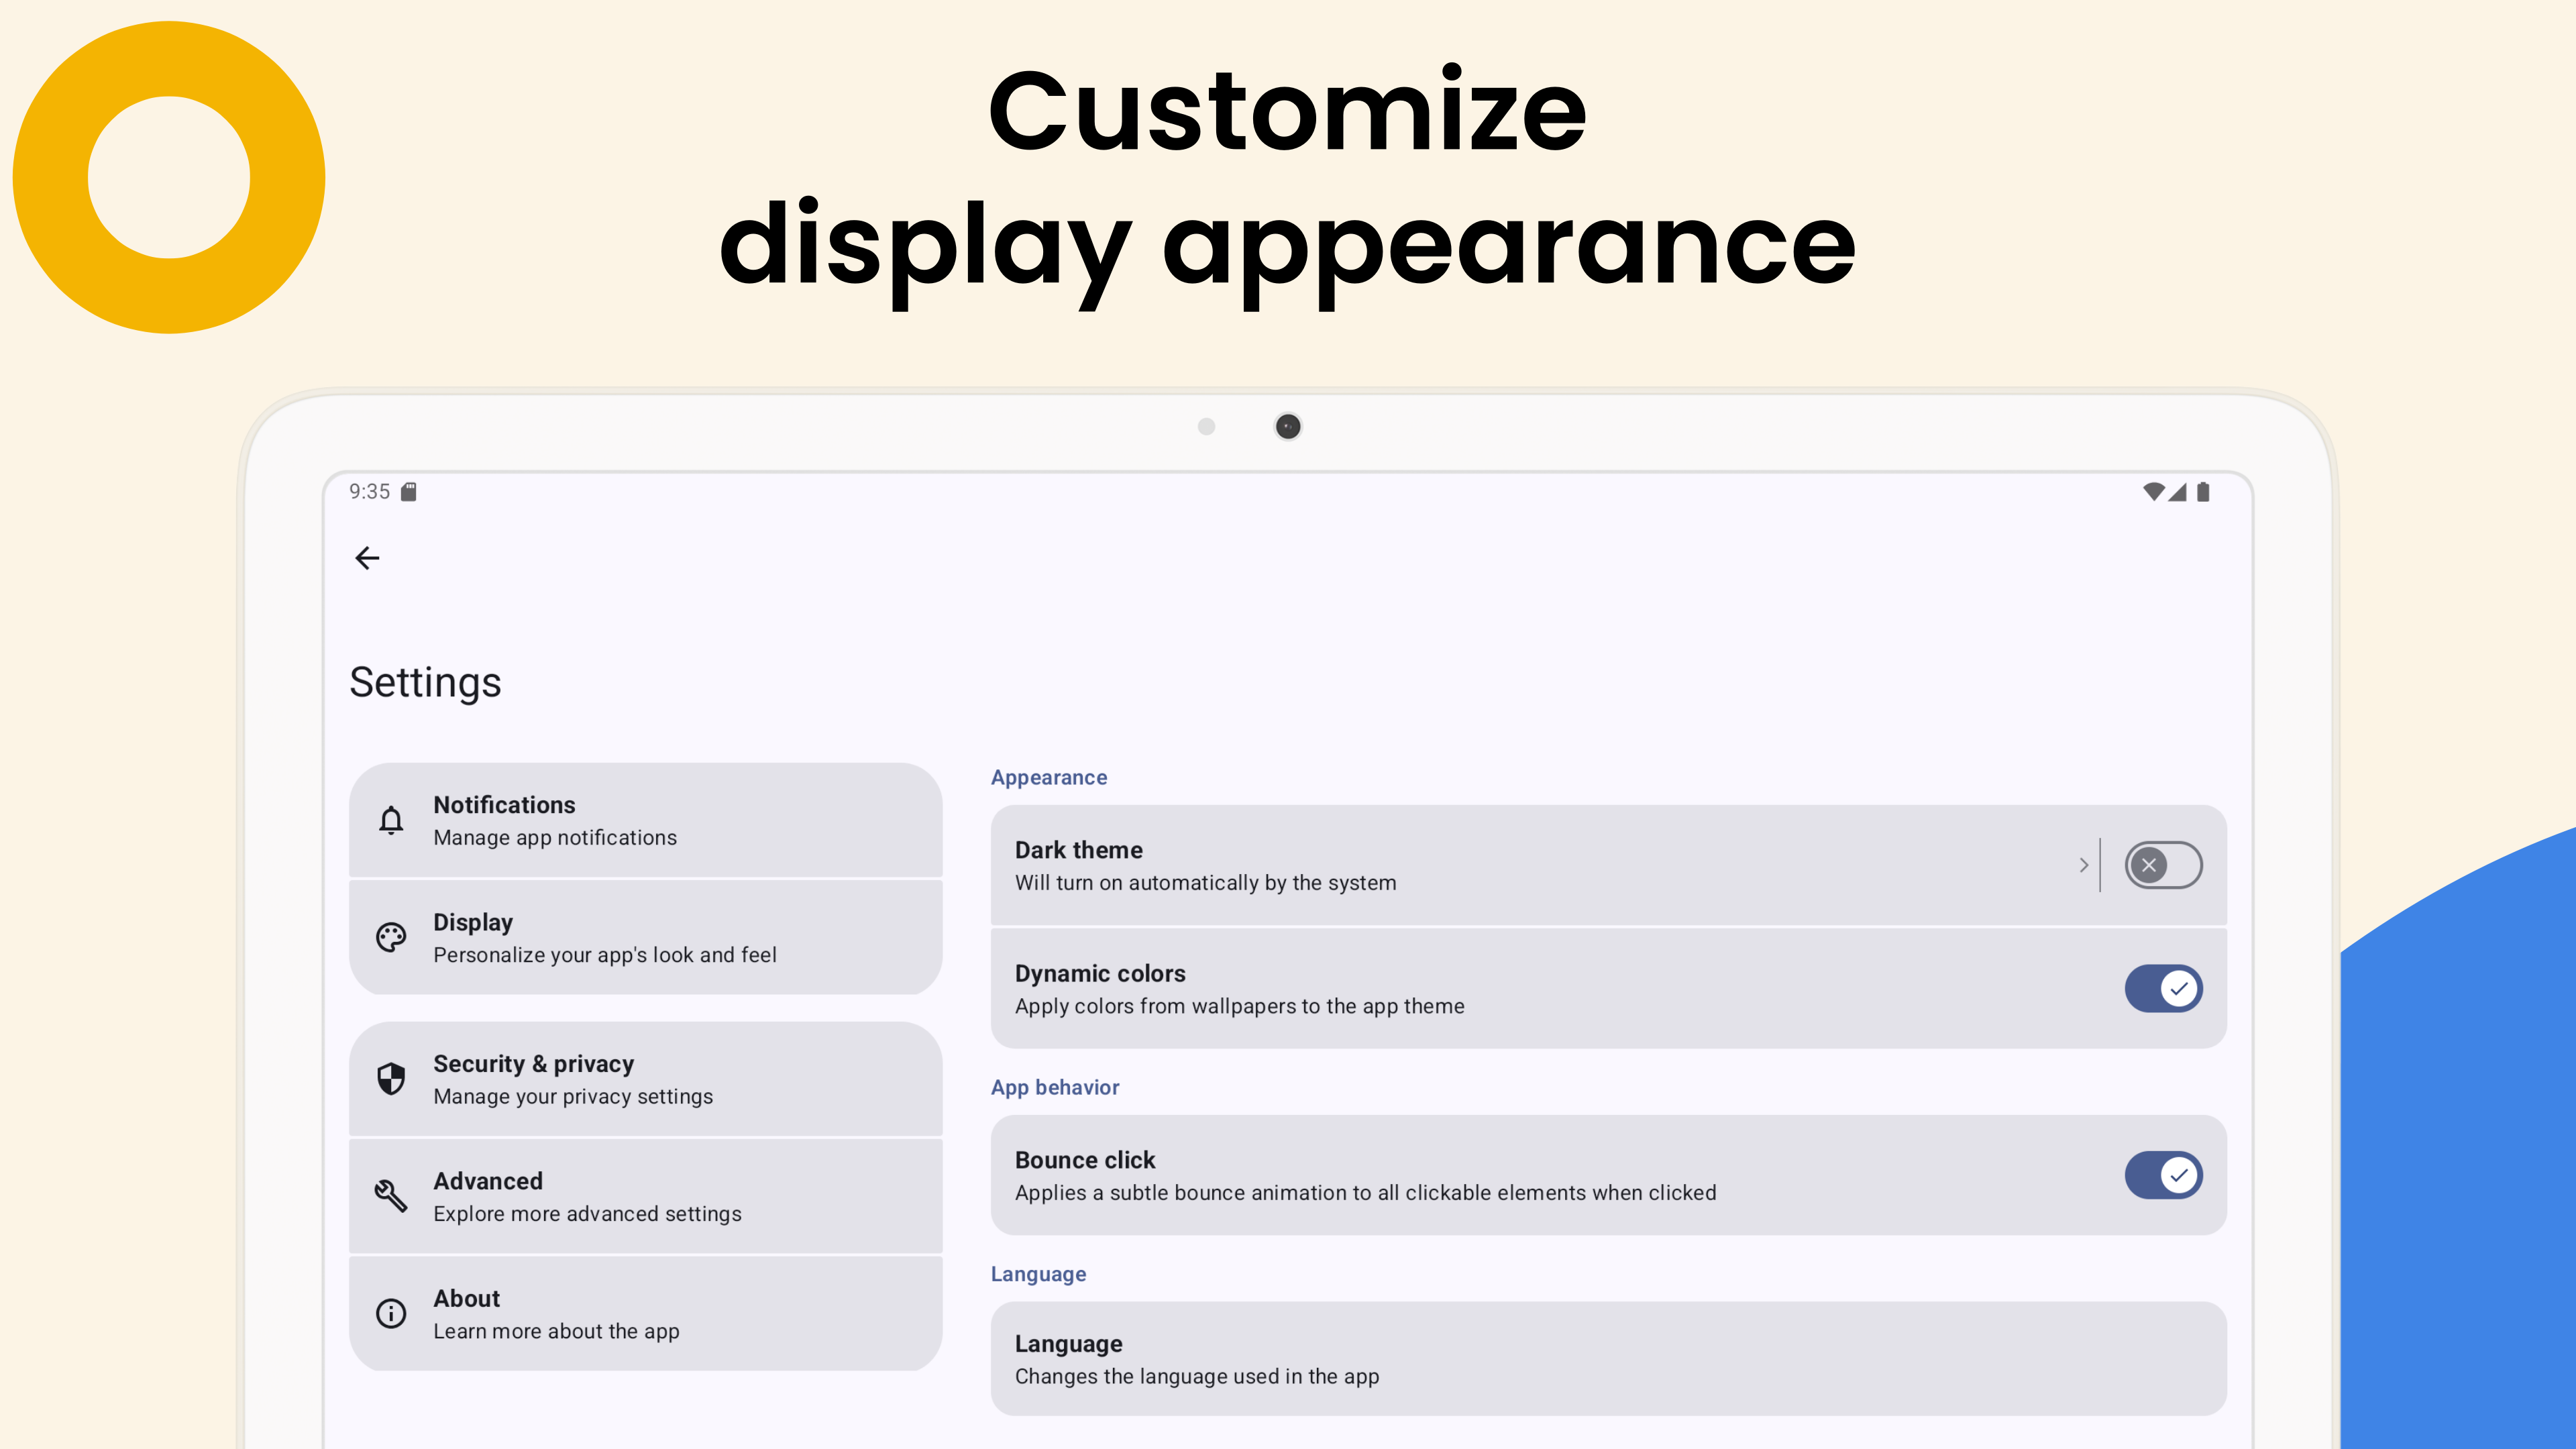 Customize
display appearance
9:35
Settings
Notifications
Manage app notifications
Display
Personalize your app's look and feel
Security & privacy
Manage your privacy settings
Advanced
Explore more advanced settings
About
Learn more about the app
Appearance
Dark theme
Will turn on automatically by the system
Dynamic colors
Apply colors from wallpapers to the app theme
App behavior
Bounce click
Applies a subtle bounce animation to all clickable elements when clicked
Language
Language
Changes the language used in the app